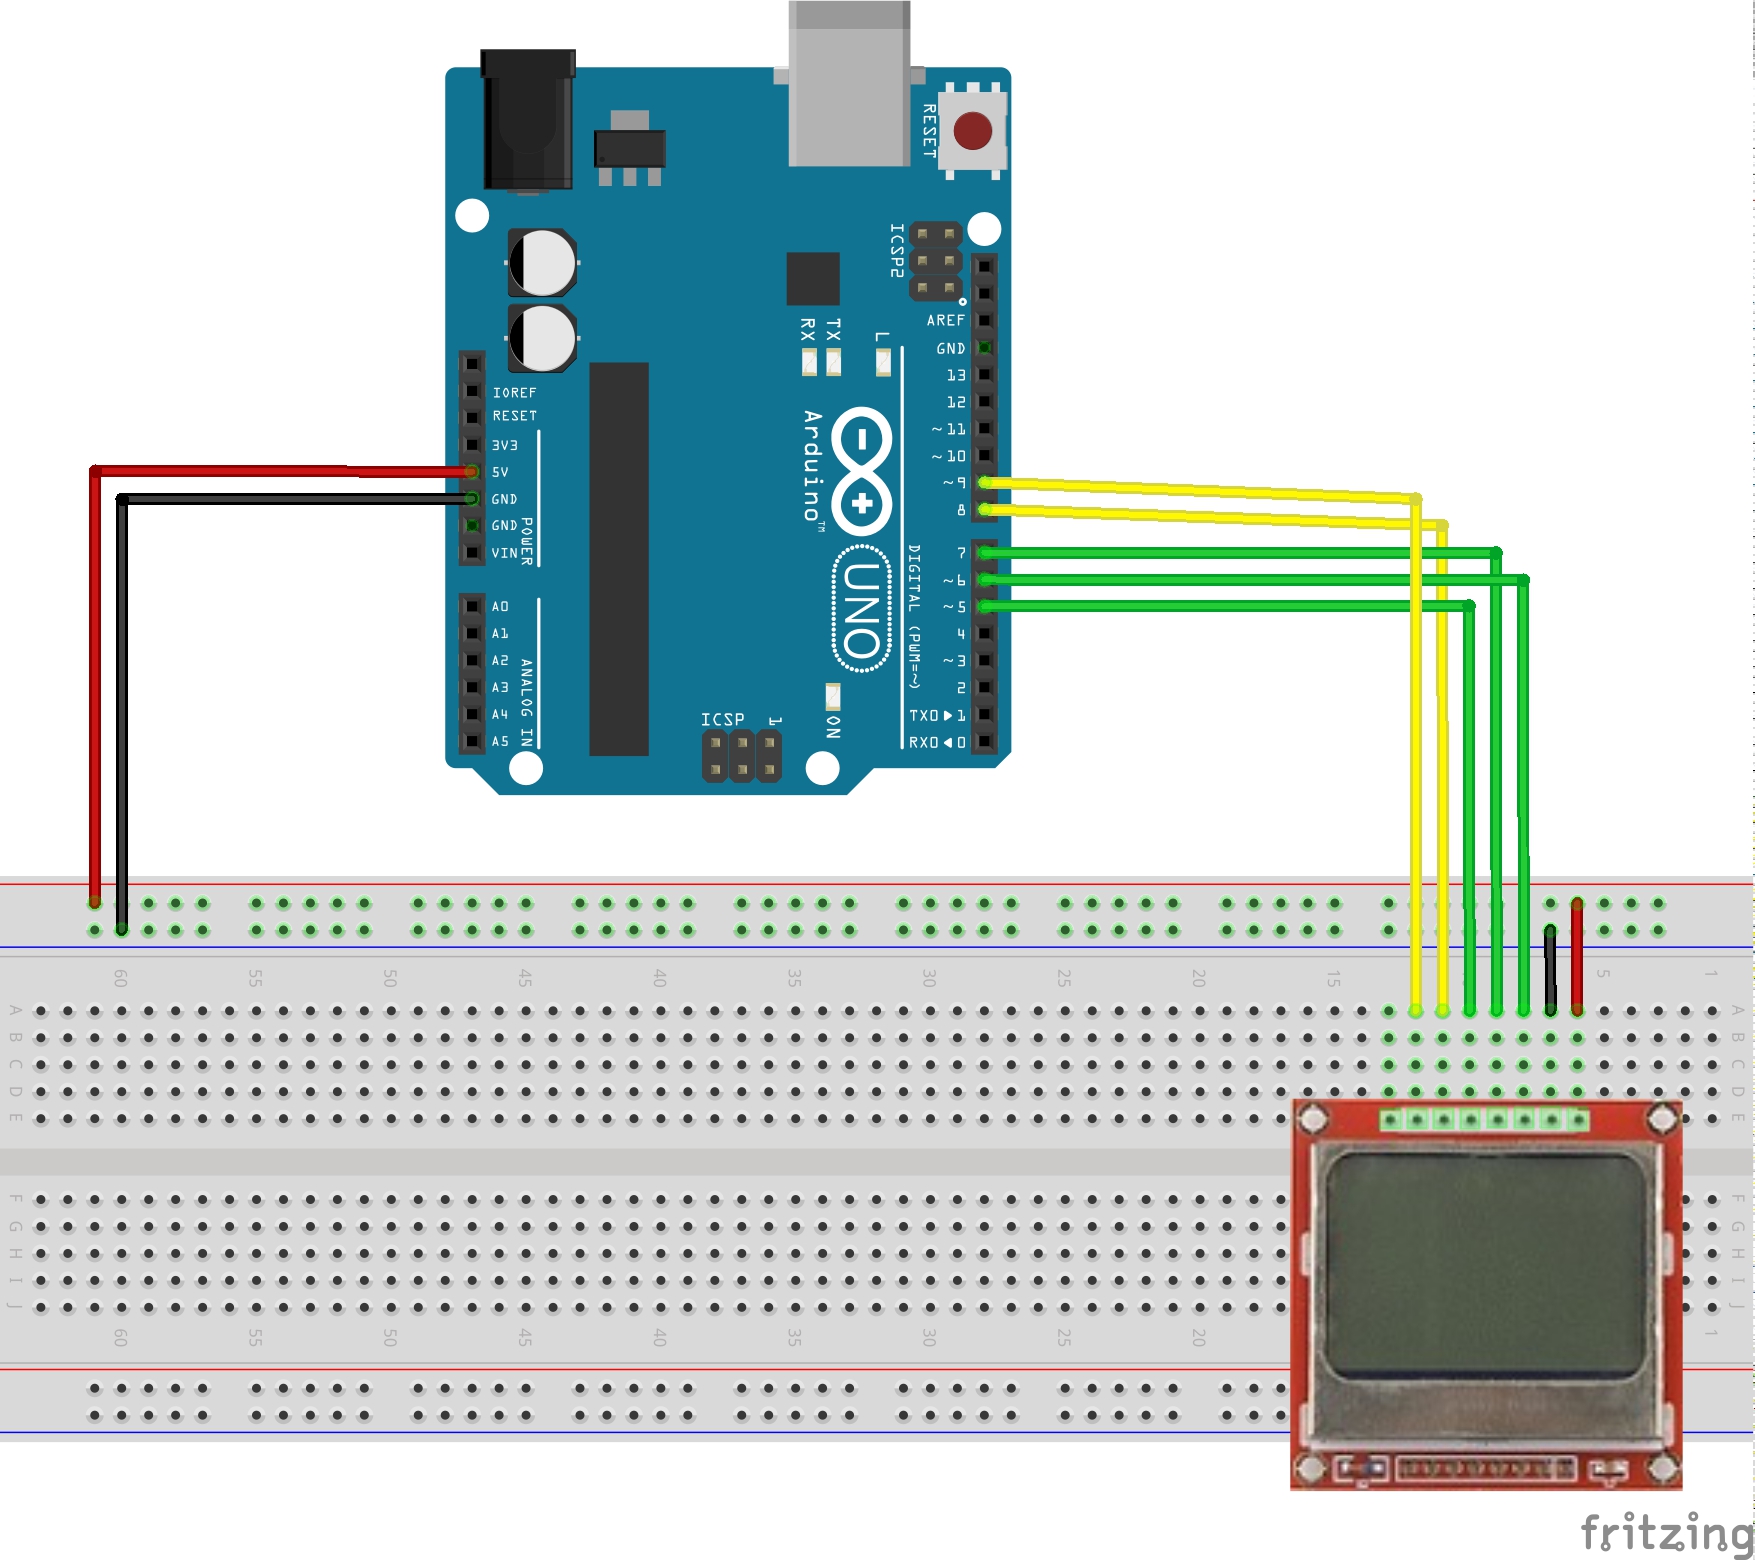 RESET
ICSP2
AREF
GND
13
12
~11
~10
~9
8
7
~6
~5
4
~3
2
TX0▶1
RX0◀0
RX
TX
L
IOREF
RESET
3V3
5V
GND
GND
VIN
POWER
A0
A1
A2
A3
A4
A5
ANALOG IN
Arduino™
UNO
DIGITAL (PWM=~)
ICSP
1
ON
60 55 50 45 40 35 30 25 20 15 5 1
A A
B B
C C
D D
E E
F F
G G
H H
I I
J J
60 55 50 45 40 35 30 25 20 1
fritzing